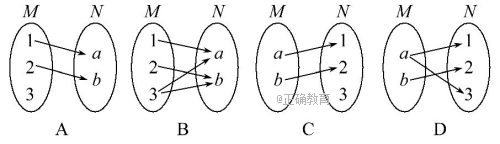 M N M N M N M N
1 a 1 a a 1 a 1
2 b 2 b b 2 b 2
3 3 3 3
@正确教育
A B C D